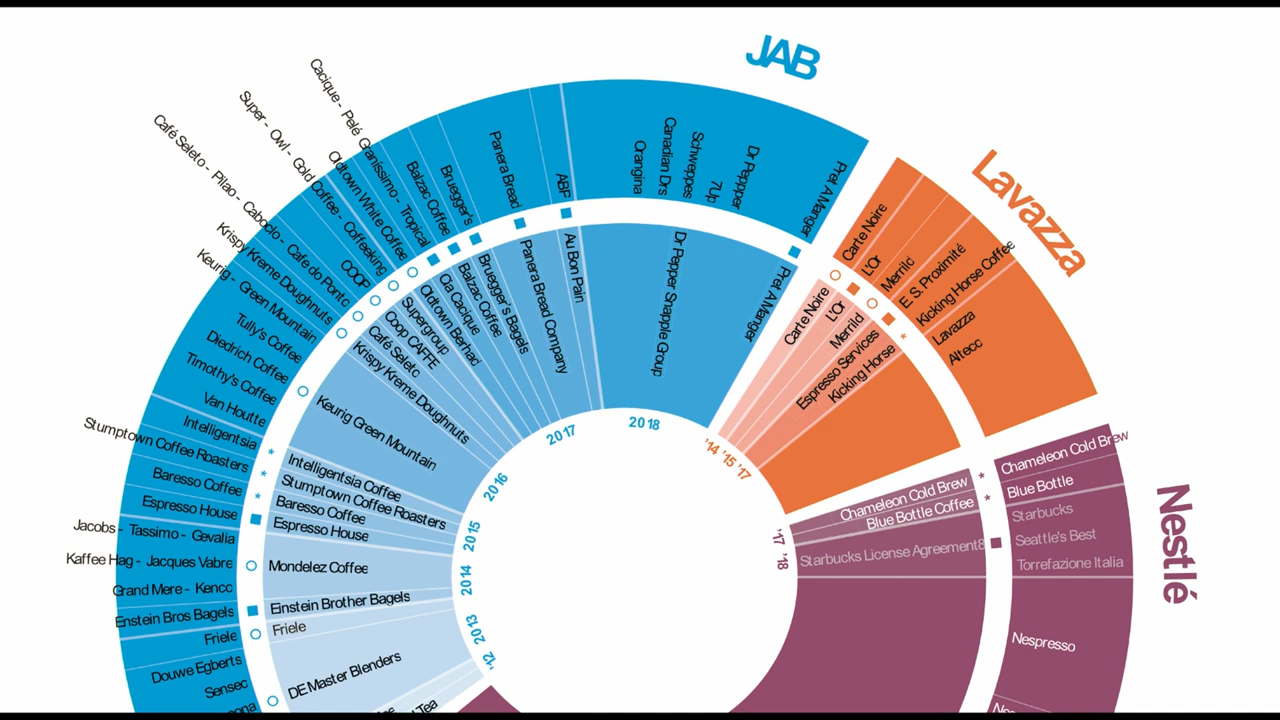 JAB
Lavazza
Nestlé
Cacique - Pelé Graníssimo - Tropical
Super - Owl - Gold Coffee - Coffeeking
Oldtown White Coffee
Café Seleto - Pilao - Caboclo - Cafe do Ponto
COOP
Krispy Kreme Doughnuts
Keurig - Green Mountain
Tully's Coffee
Diedrich Coffee
Timothy's Coffee
Van Houtte
Intelligentsia
Stumptown Coffee Roasters
Baresso Coffee
Espresso House
Jacobs - Tassimo - Gevalia
Kaffee Hag - Jacques Vabre
Grand Mere - Kenco
Enstein Bros Bagels
Friele
Douwe Egberts
Senseo
Balzac Coffee
Bruegger's
Panera Bread
ABP
Orangina
Canadian Drs
Schweppes
7Up
Dr Peppper
Pret A Manger
Pret A Manger
Dr Pepper Snapple Group
Au Bon Pain
Panera Bread Company
Bruegger's Bagels
Balzac Coffee
Cia Cacique
Oldtown Berhad
Supergroup
Coop CAFFE
Café Seleto
Krispy Kreme Doughnuts
Keurig Green Mountain
Intelligentsia Coffee
Stumptown Coffee Roasters
Baresso Coffee
Espresso House
Mondelez Coffee
Einstein Brother Bagels
Friele
DE Master Blenders
Tea
2018
2017
2016
2015
2014
2013
'12
Carte Noire
L'Or
Merrild
E. S. Proximité
Kicking Horse Coffee
Lavazza
Altecc
Carte Noire
L'Or
Merrild
Espresso Services
Kicking Horse
'14 '15 '17
Chameleon Cold Brew
Blue Bottle
Starbucks
Seattle's Best
Torrefazione Italia
Nespresso
Chameleon Cold Brew
Blue Bottle Coffee
Starbucks License Agreement8
'17 '18